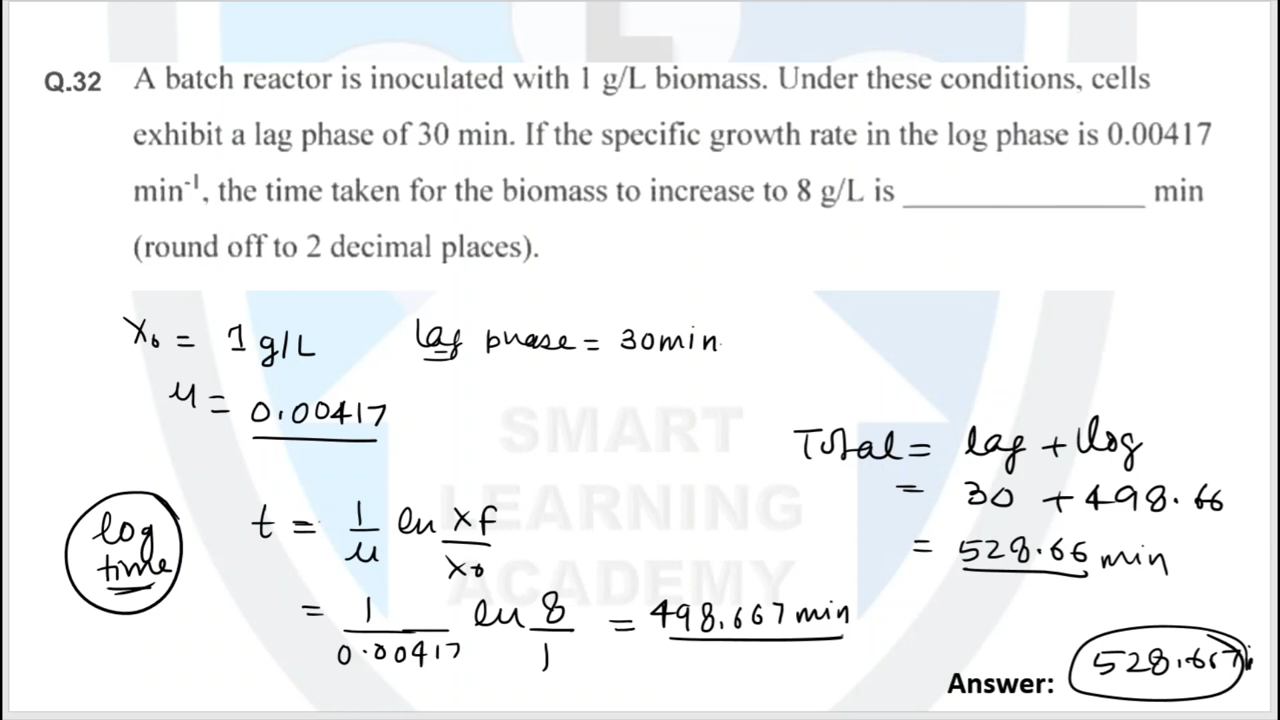 Q.32 A batch reactor is inoculated with 1 g/L biomass. Under these conditions, cells
exhibit a lag phase of 30 min. If the specific growth rate in the log phase is 0.00417
min⁻¹, the time taken for the biomass to increase to 8 g/L is ____________ min
(round off to 2 decimal places).
X₀ = 1 g/L lag phase = 30min
μ = 0.00417
log
time
t = 1/μ ln xf/x₀
= 1/0.00417 ln 8/1 = 498.667 min
Total = lag + log
= 30 + 498.66
= 528.66 min
Answer: 528.667
SMART
LEARNING
ACADEMY